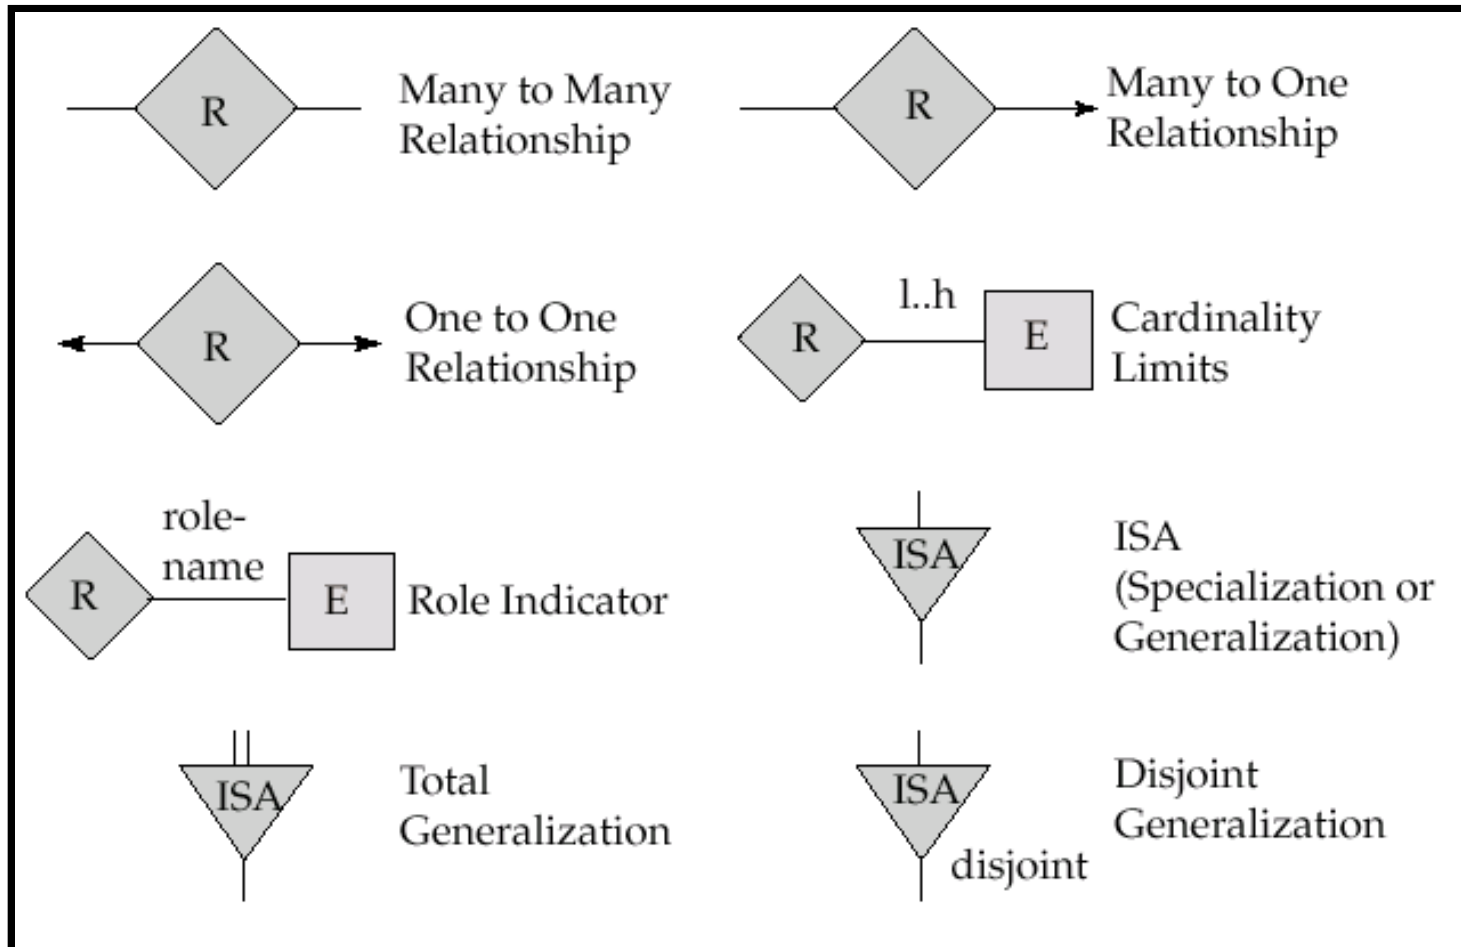 R
Many to Many
Relationship
R
Many to One
Relationship
R
One to One
Relationship
R
l..h
E
Cardinality
Limits
R
role-
name
E
Role Indicator
ISA
ISA
(Specialization or
Generalization)
ISA
Total
Generalization
ISA
disjoint
Disjoint
Generalization